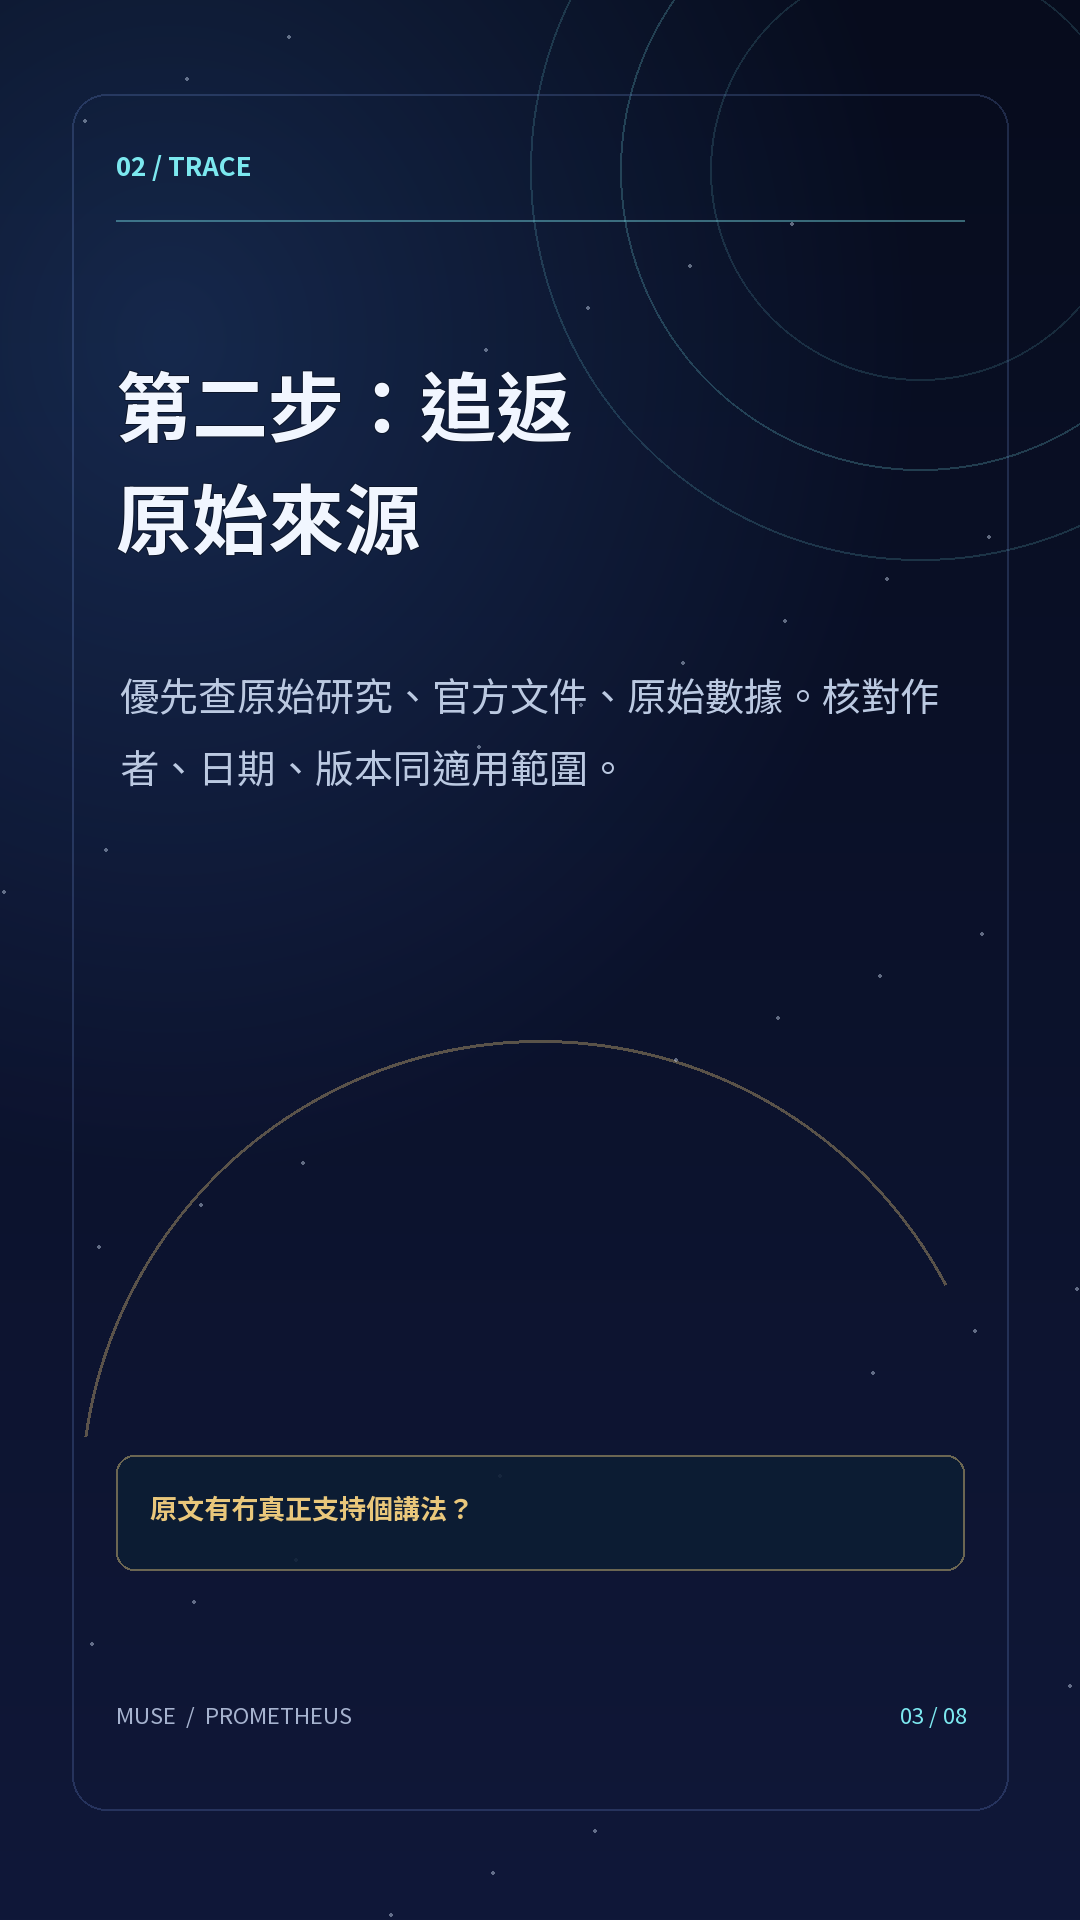 02 / TRACE
第二步：追返
原始來源
優先查原始研究、官方文件、原始數據。核對作
者、日期、版本同適用範圍。
原文有冇真正支持個講法？
MUSE / PROMETHEUS
03 / 08